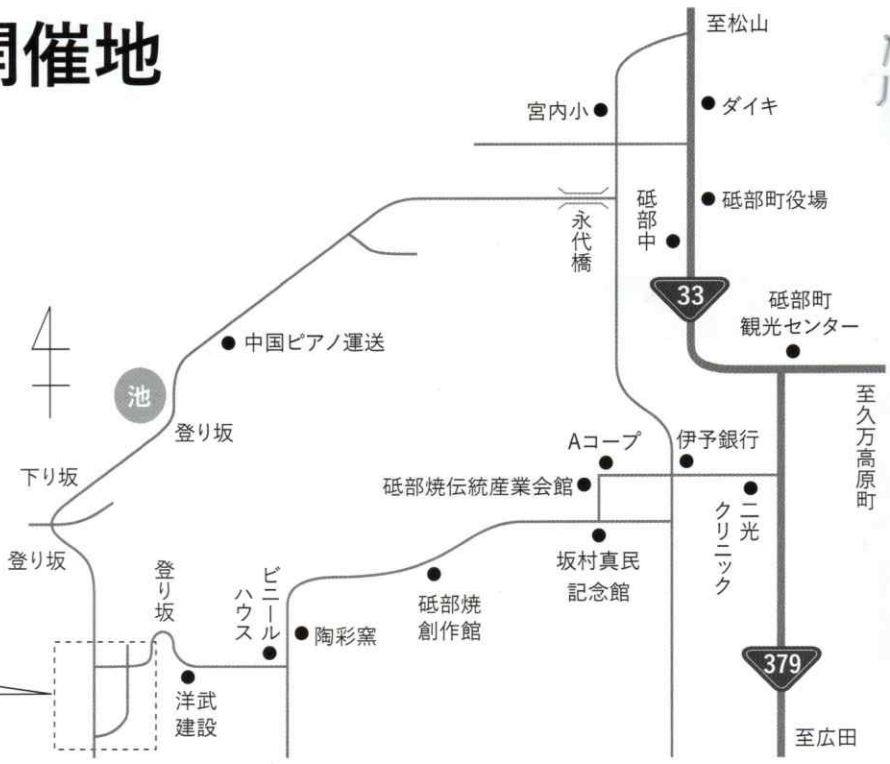 開催地
至松山
宮内小
ダイキ
砥部町役場
砥部中
永代橋
33
砥部町
観光センター
中国ピアノ運送
池
登り坂
至久万高原町
Aコープ
伊予銀行
下り坂
砥部焼伝統産業会館
二光
クリニック
登り坂
坂村真民
記念館
登り坂
ビニール
ハウス
砥部焼
創作館
陶彩窯
379
洋武
建設
至広田